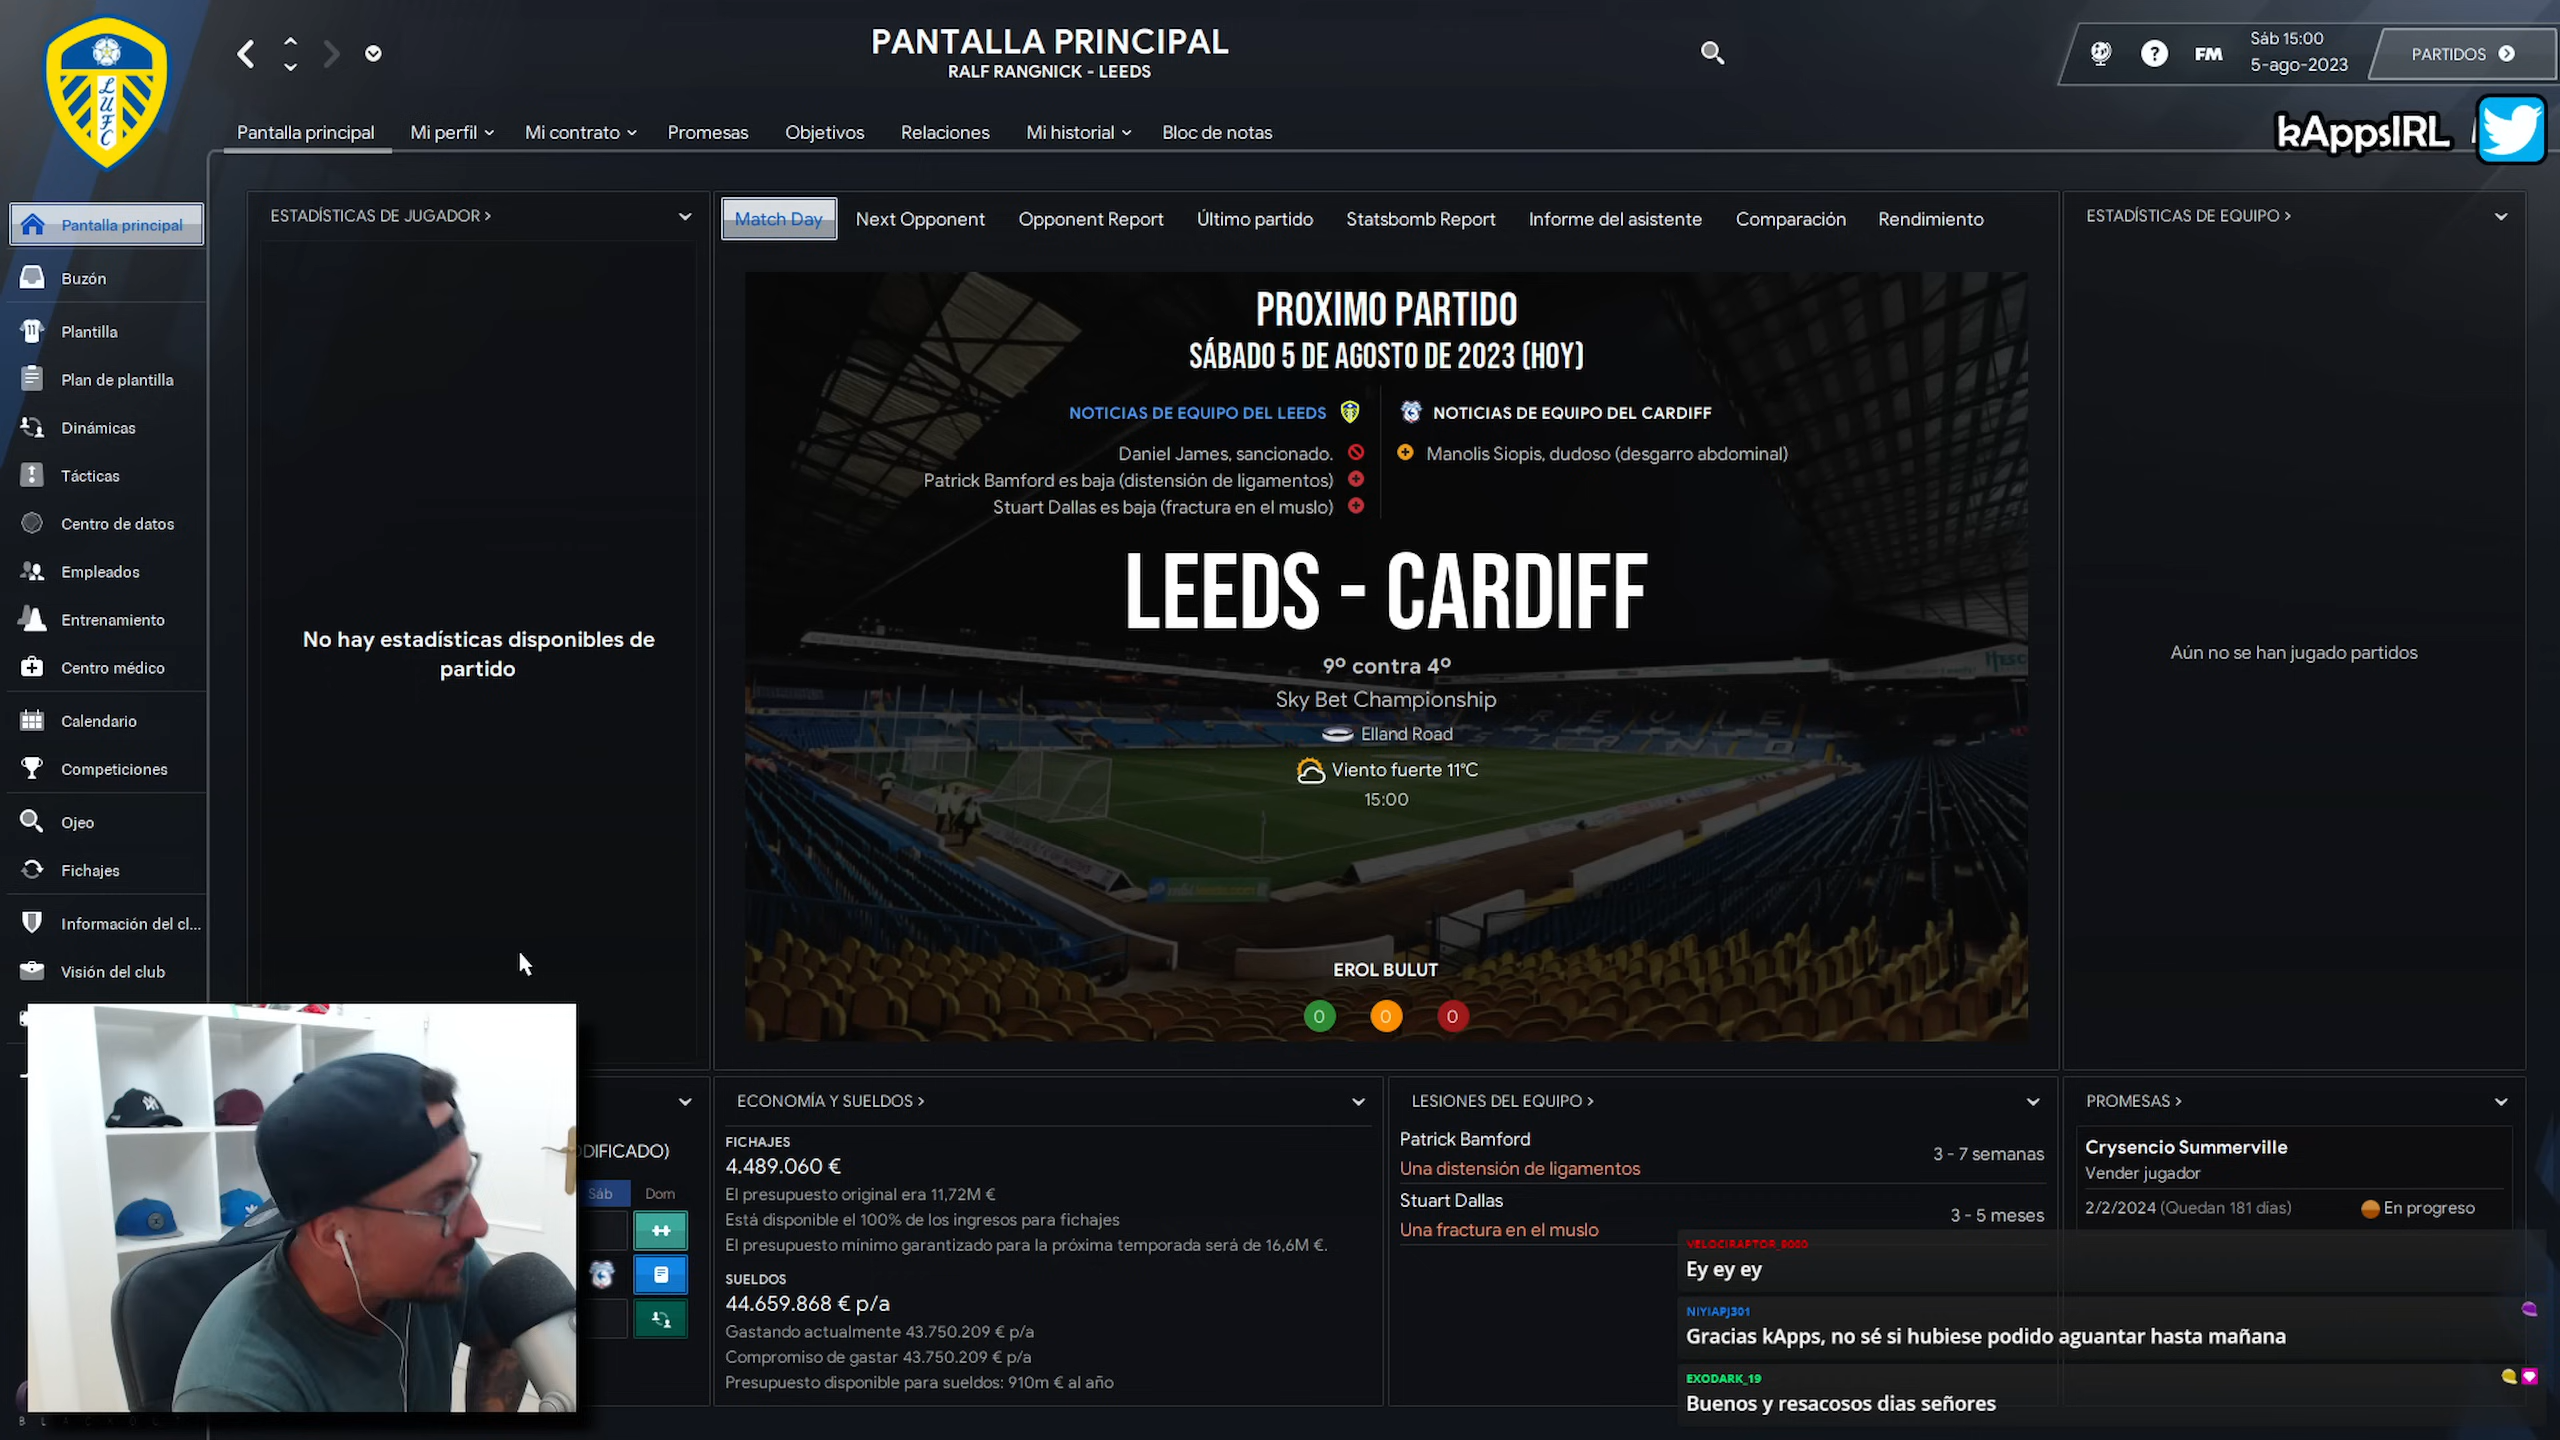 PANTALLA PRINCIPAL
RALF RANGNICK - LEEDS
FM
Sáb 15:00
5-ago-2023
PARTIDOS
LUFC
Pantalla principal
Mi perfil
Mi contrato
Promesas
Objetivos
Relaciones
Mi historial
Bloc de notas
kAppsIRL
Pantalla principal
Buzón
Plantilla
Plan de plantilla
Dinámicas
Tácticas
Centro de datos
Empleados
Entrenamiento
Centro médico
Calendario
Competiciones
Ojeo
Fichajes
Información del cl...
Visión del club
ESTADÍSTICAS DE JUGADOR >
No hay estadísticas disponibles de
partido
Match Day
Next Opponent
Opponent Report
Último partido
Statsbomb Report
Informe del asistente
Comparación
Rendimiento
PROXIMO PARTIDO
SÁBADO 5 DE AGOSTO DE 2023 (HOY)
NOTICIAS DE EQUIPO DEL LEEDS
NOTICIAS DE EQUIPO DEL CARDIFF
Daniel James, sancionado.
Patrick Bamford es baja (distensión de ligamentos)
Stuart Dallas es baja (fractura en el muslo)
Manolis Siopis, dudoso (desgarro abdominal)
LEEDS - CARDIFF
9º contra 4º
Sky Bet Championship
Elland Road
Viento fuerte 11°C
15:00
EROL BULUT
0 0 0
ESTADÍSTICAS DE EQUIPO >
Aún no se han jugado partidos
DIFICADO)
Sáb Dom
ECONOMÍA Y SUELDOS >
FICHAJES
4.489.060 €
El presupuesto original era 11,72M €
Está disponible el 100% de los ingresos para fichajes
El presupuesto mínimo garantizado para la próxima temporada será de 16,6M €.
SUELDOS
44.659.868 € p/a
Gastando actualmente 43.750.209 € p/a
Compromiso de gastar 43.750.209 € p/a
Presupuesto disponible para sueldos: 910m € al año
LESIONES DEL EQUIPO >
Patrick Bamford
Una distensión de ligamentos
3 - 7 semanas
Stuart Dallas
Una fractura en el muslo
3 - 5 meses
PROMESAS >
Crysencio Summerville
Vender jugador
2/2/2024 (Quedan 181 días)
En progreso
VELOCIRAPTOR_8000
Ey ey ey
NIYIAPJ301
Gracias kApps, no sé si hubiese podido aguantar hasta mañana
EXODARK_19
Buenos y resacosos dias señores